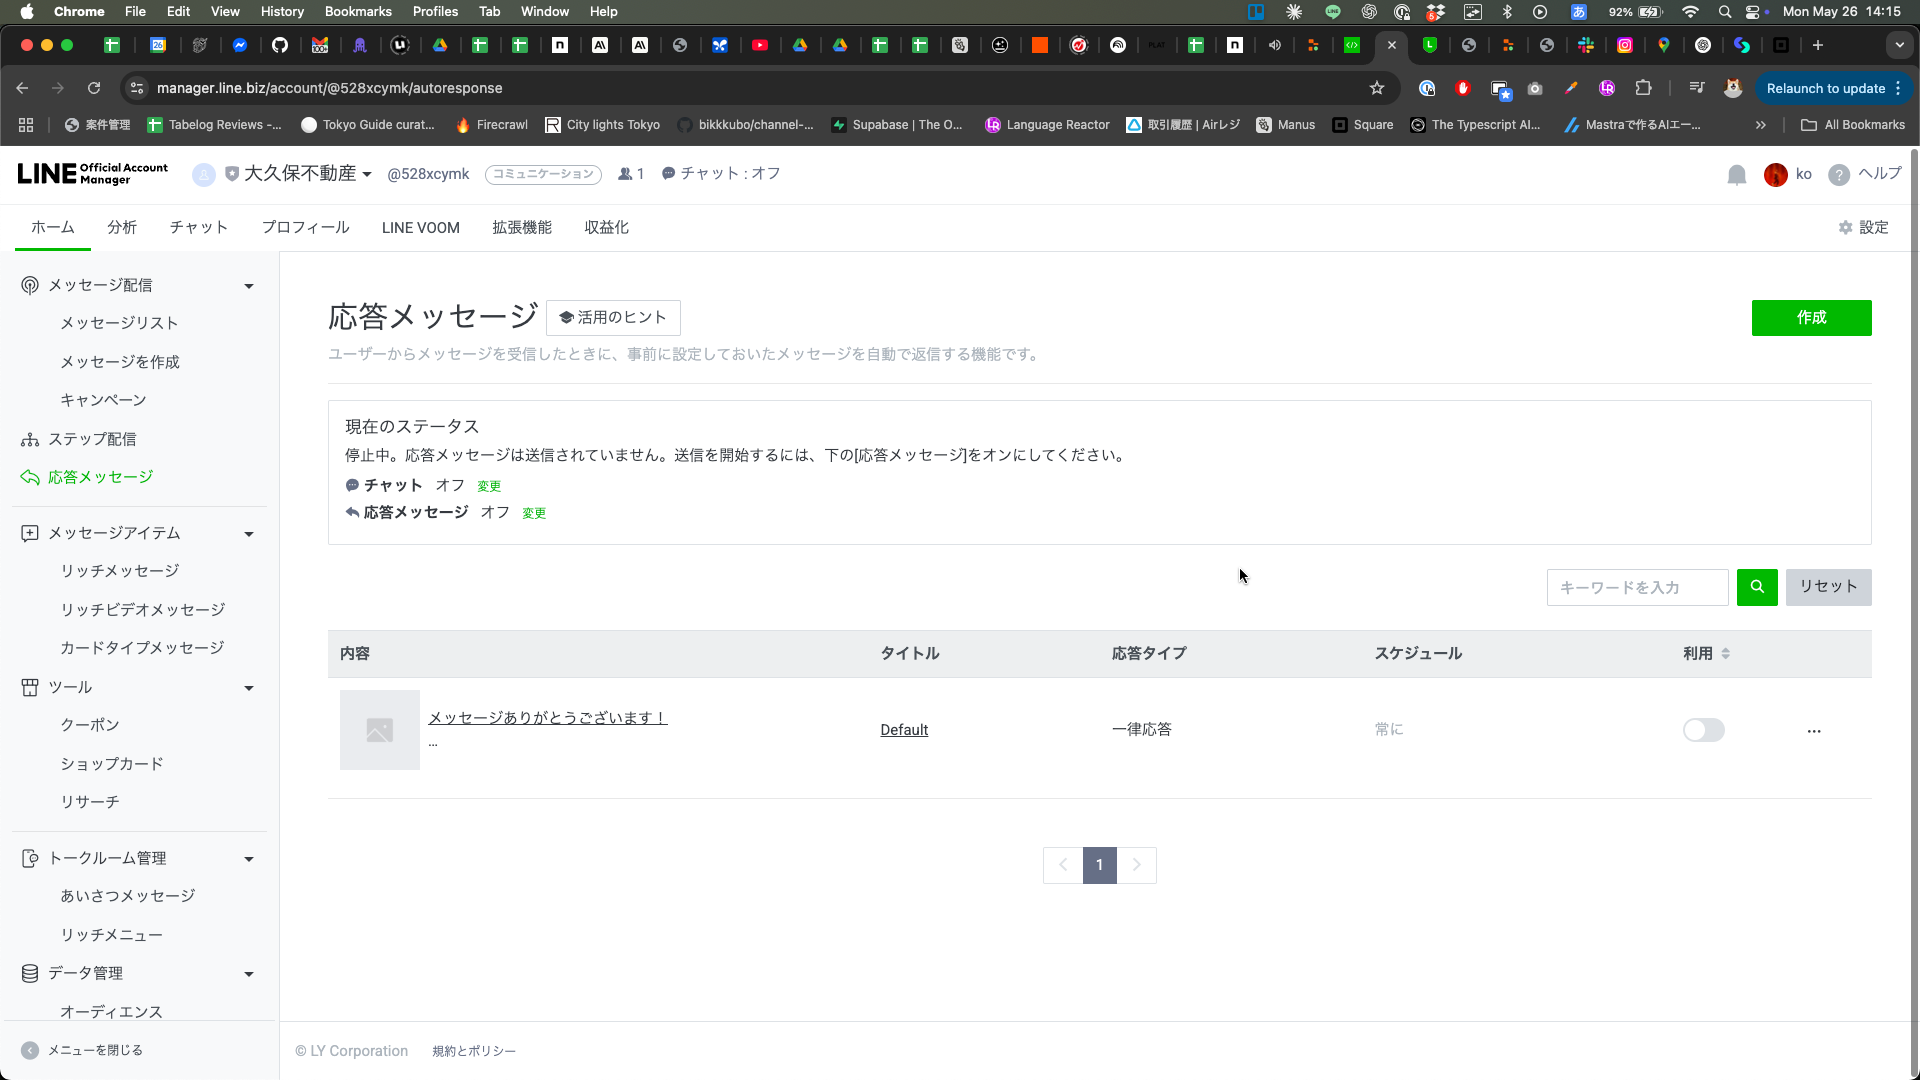 Chrome File Edit View History Bookmarks Profiles Tab Window Help 92% Mon May 26 14:15
manager.line.biz/account/@528xcymk/autoresponse Relaunch to update
案件管理 Tabelog Reviews -... Tokyo Guide curat... Firecrawl City lights Tokyo bikkkubo/channel-... Supabase | The O... Language Reactor 取引履歴 | Airレジ Manus Square The Typescript AI... Mastraで作るAIエー... » All Bookmarks
LINE Official Account Manager 大久保不動産 @528xcymk コミュニケーション 1 チャット : オフ ko ? ヘルプ
ホーム 分析 チャット プロフィール LINE VOOM 拡張機能 収益化 設定
メッセージ配信
メッセージリスト
メッセージを作成
キャンペーン
ステップ配信
応答メッセージ
メッセージアイテム
リッチメッセージ
リッチビデオメッセージ
カードタイプメッセージ
ツール
クーポン
ショップカード
リサーチ
トークルーム管理
あいさつメッセージ
リッチメニュー
データ管理
オーディエンス
メニューを閉じる
応答メッセージ 活用のヒント 作成
ユーザーからメッセージを受信したときに、事前に設定しておいたメッセージを自動で返信する機能です。
現在のステータス
停止中。応答メッセージは送信されていません。送信を開始するには、下の[応答メッセージ]をオンにしてください。
チャット オフ 変更
応答メッセージ オフ 変更
キーワードを入力 リセット
内容 タイトル 応答タイプ スケジュール 利用
メッセージありがとうございます！
...
Default 一律応答 常に ...
1
© LY Corporation 規約とポリシー